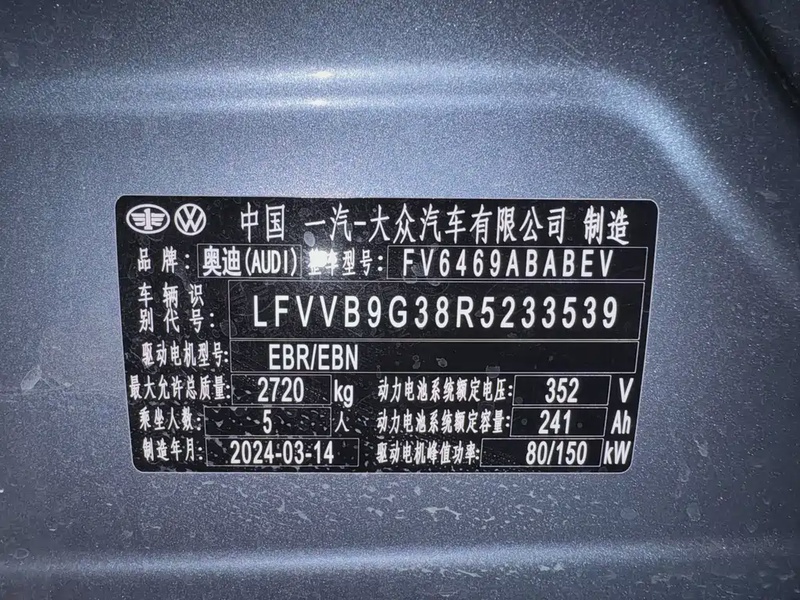 中国 一汽-大众汽车有限公司 制造
品牌: 奥迪(AUDI) 整车型号: FV6469ABABEV
车辆识别代号: LFVVB9G38R5233539
驱动电机型号: EBR/EBN
最大允许总质量: 2720 kg 动力电池系统额定电压: 352 V
乘坐人数: 5 人 动力电池系统额定容量: 241 Ah
制造年月: 2024-03-14 驱动电机峰值功率: 80/150 kW